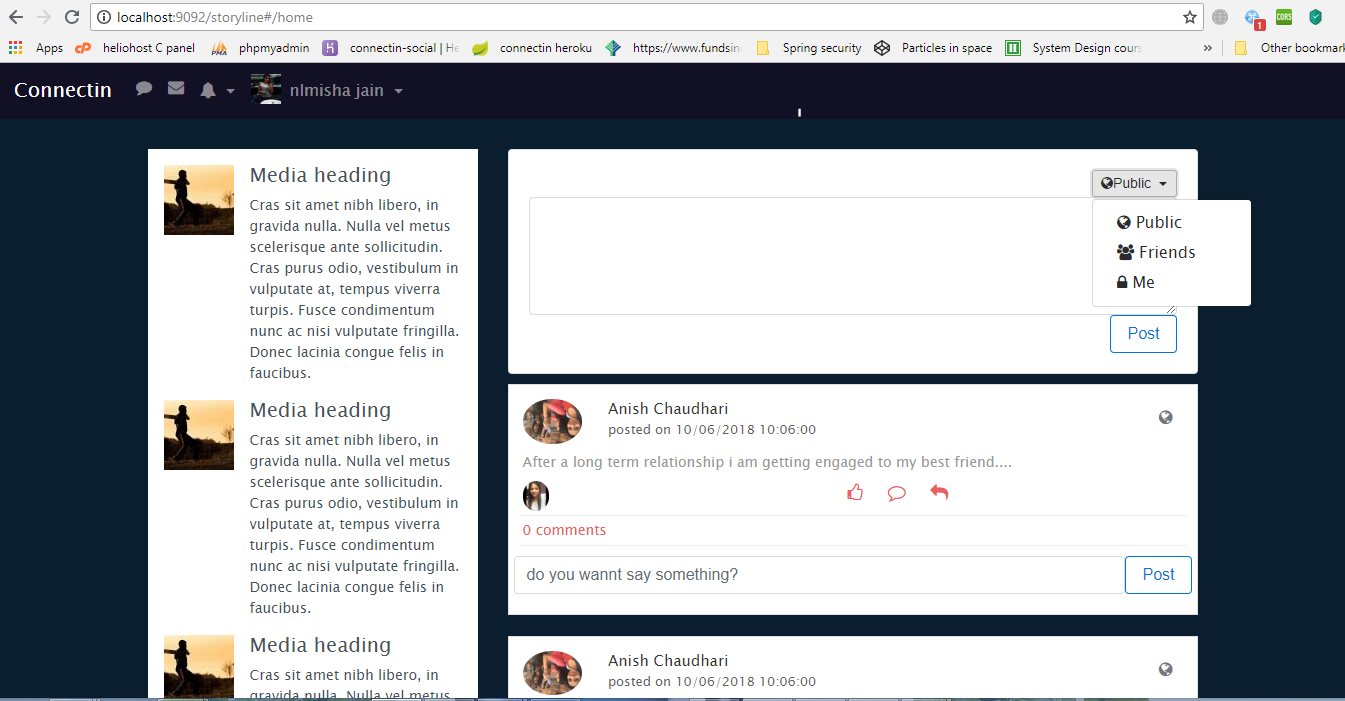 localhost:9092/storyline#/home
Apps heliohost C panel phpmyadmin connectin-social | He connectin heroku https://www.fundsin Spring security Particles in space System Design cours » Other bookmar
1
CORS
Connectin nImisha jain
Media heading
Cras sit amet nibh libero, in
gravida nulla. Nulla vel metus
scelerisque ante sollicitudin.
Cras purus odio, vestibulum in
vulputate at, tempus viverra
turpis. Fusce condimentum
nunc ac nisi vulputate fringilla.
Donec lacinia congue felis in
faucibus.
Media heading
Cras sit amet nibh libero, in
gravida nulla. Nulla vel metus
scelerisque ante sollicitudin.
Cras purus odio, vestibulum in
vulputate at, tempus viverra
turpis. Fusce condimentum
nunc ac nisi vulputate fringilla.
Donec lacinia congue felis in
faucibus.
Media heading
Cras sit amet nibh libero, in
gravida nulla. Nulla vel metus
Public
Public
Friends
Me
Post
Anish Chaudhari
posted on 10/06/2018 10:06:00
After a long term relationship i am getting engaged to my best friend....
0 comments
do you wannt say something?
Post
Anish Chaudhari
posted on 10/06/2018 10:06:00